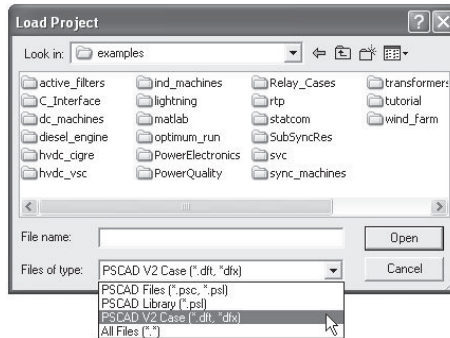 Load Project
Look in: examples
active_filters ind_machines Relay_Cases transformers
C_Interface lightning rtp tutorial
dc_machines matlab statcom wind_farm
diesel_engine optimum_run SubSyncRes
hvdc_cigre PowerElectronics svc
hvdc_vsc PowerQuality sync_machines
File name: Open
Files of type: PSCAD V2 Case (*.dft, *dfx) Cancel
PSCAD Files (*.psc, *.psl)
PSCAD Library (*.psl)
PSCAD V2 Case (*.dft, *dfx)
All Files (*.*)